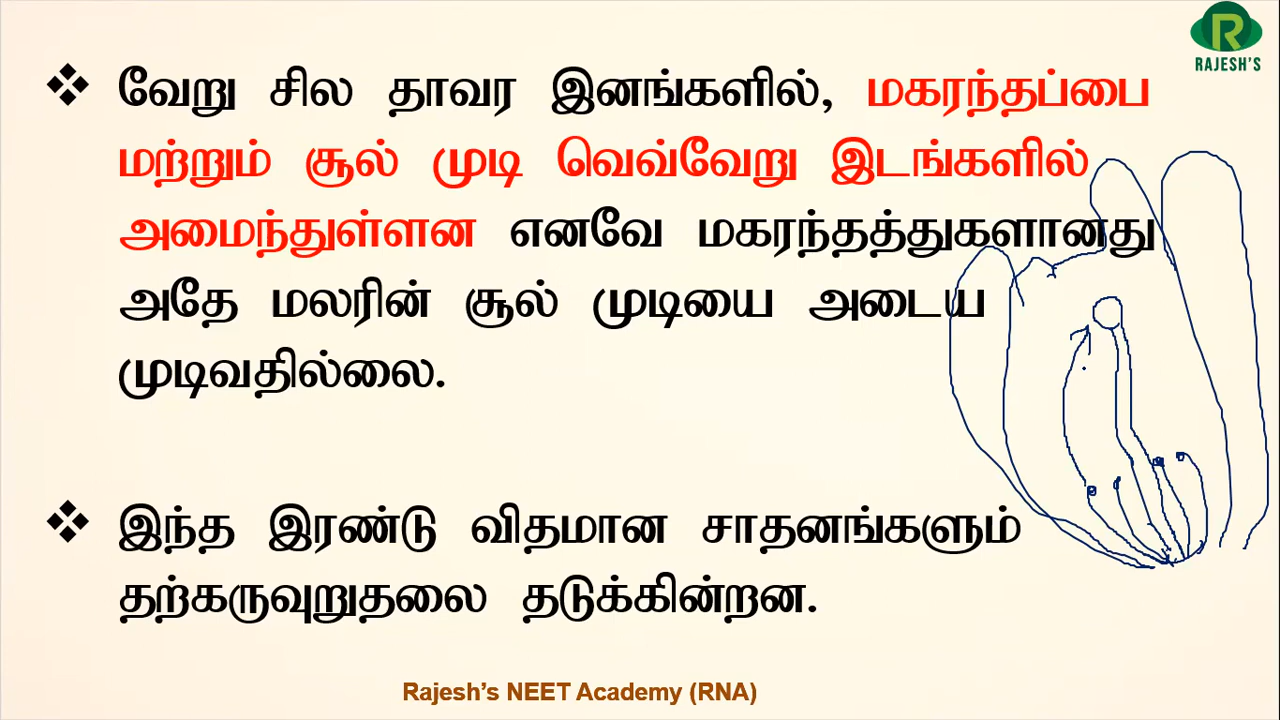 R
RAJESH'S
❖ வேறு சில தாவர இனங்களில், மகரந்தப்பை
மற்றும் சூல் முடி வெவ்வேறு இடங்களில்
அமைந்துள்ளன எனவே மகரந்தத்துகளானது
அதே மலரின் சூல் முடியை அடைய
முடிவதில்லை.
❖ இந்த இரண்டு விதமான சாதனங்களும்
தற்கருவுறுதலை தடுக்கின்றன.
Rajesh's NEET Academy (RNA)